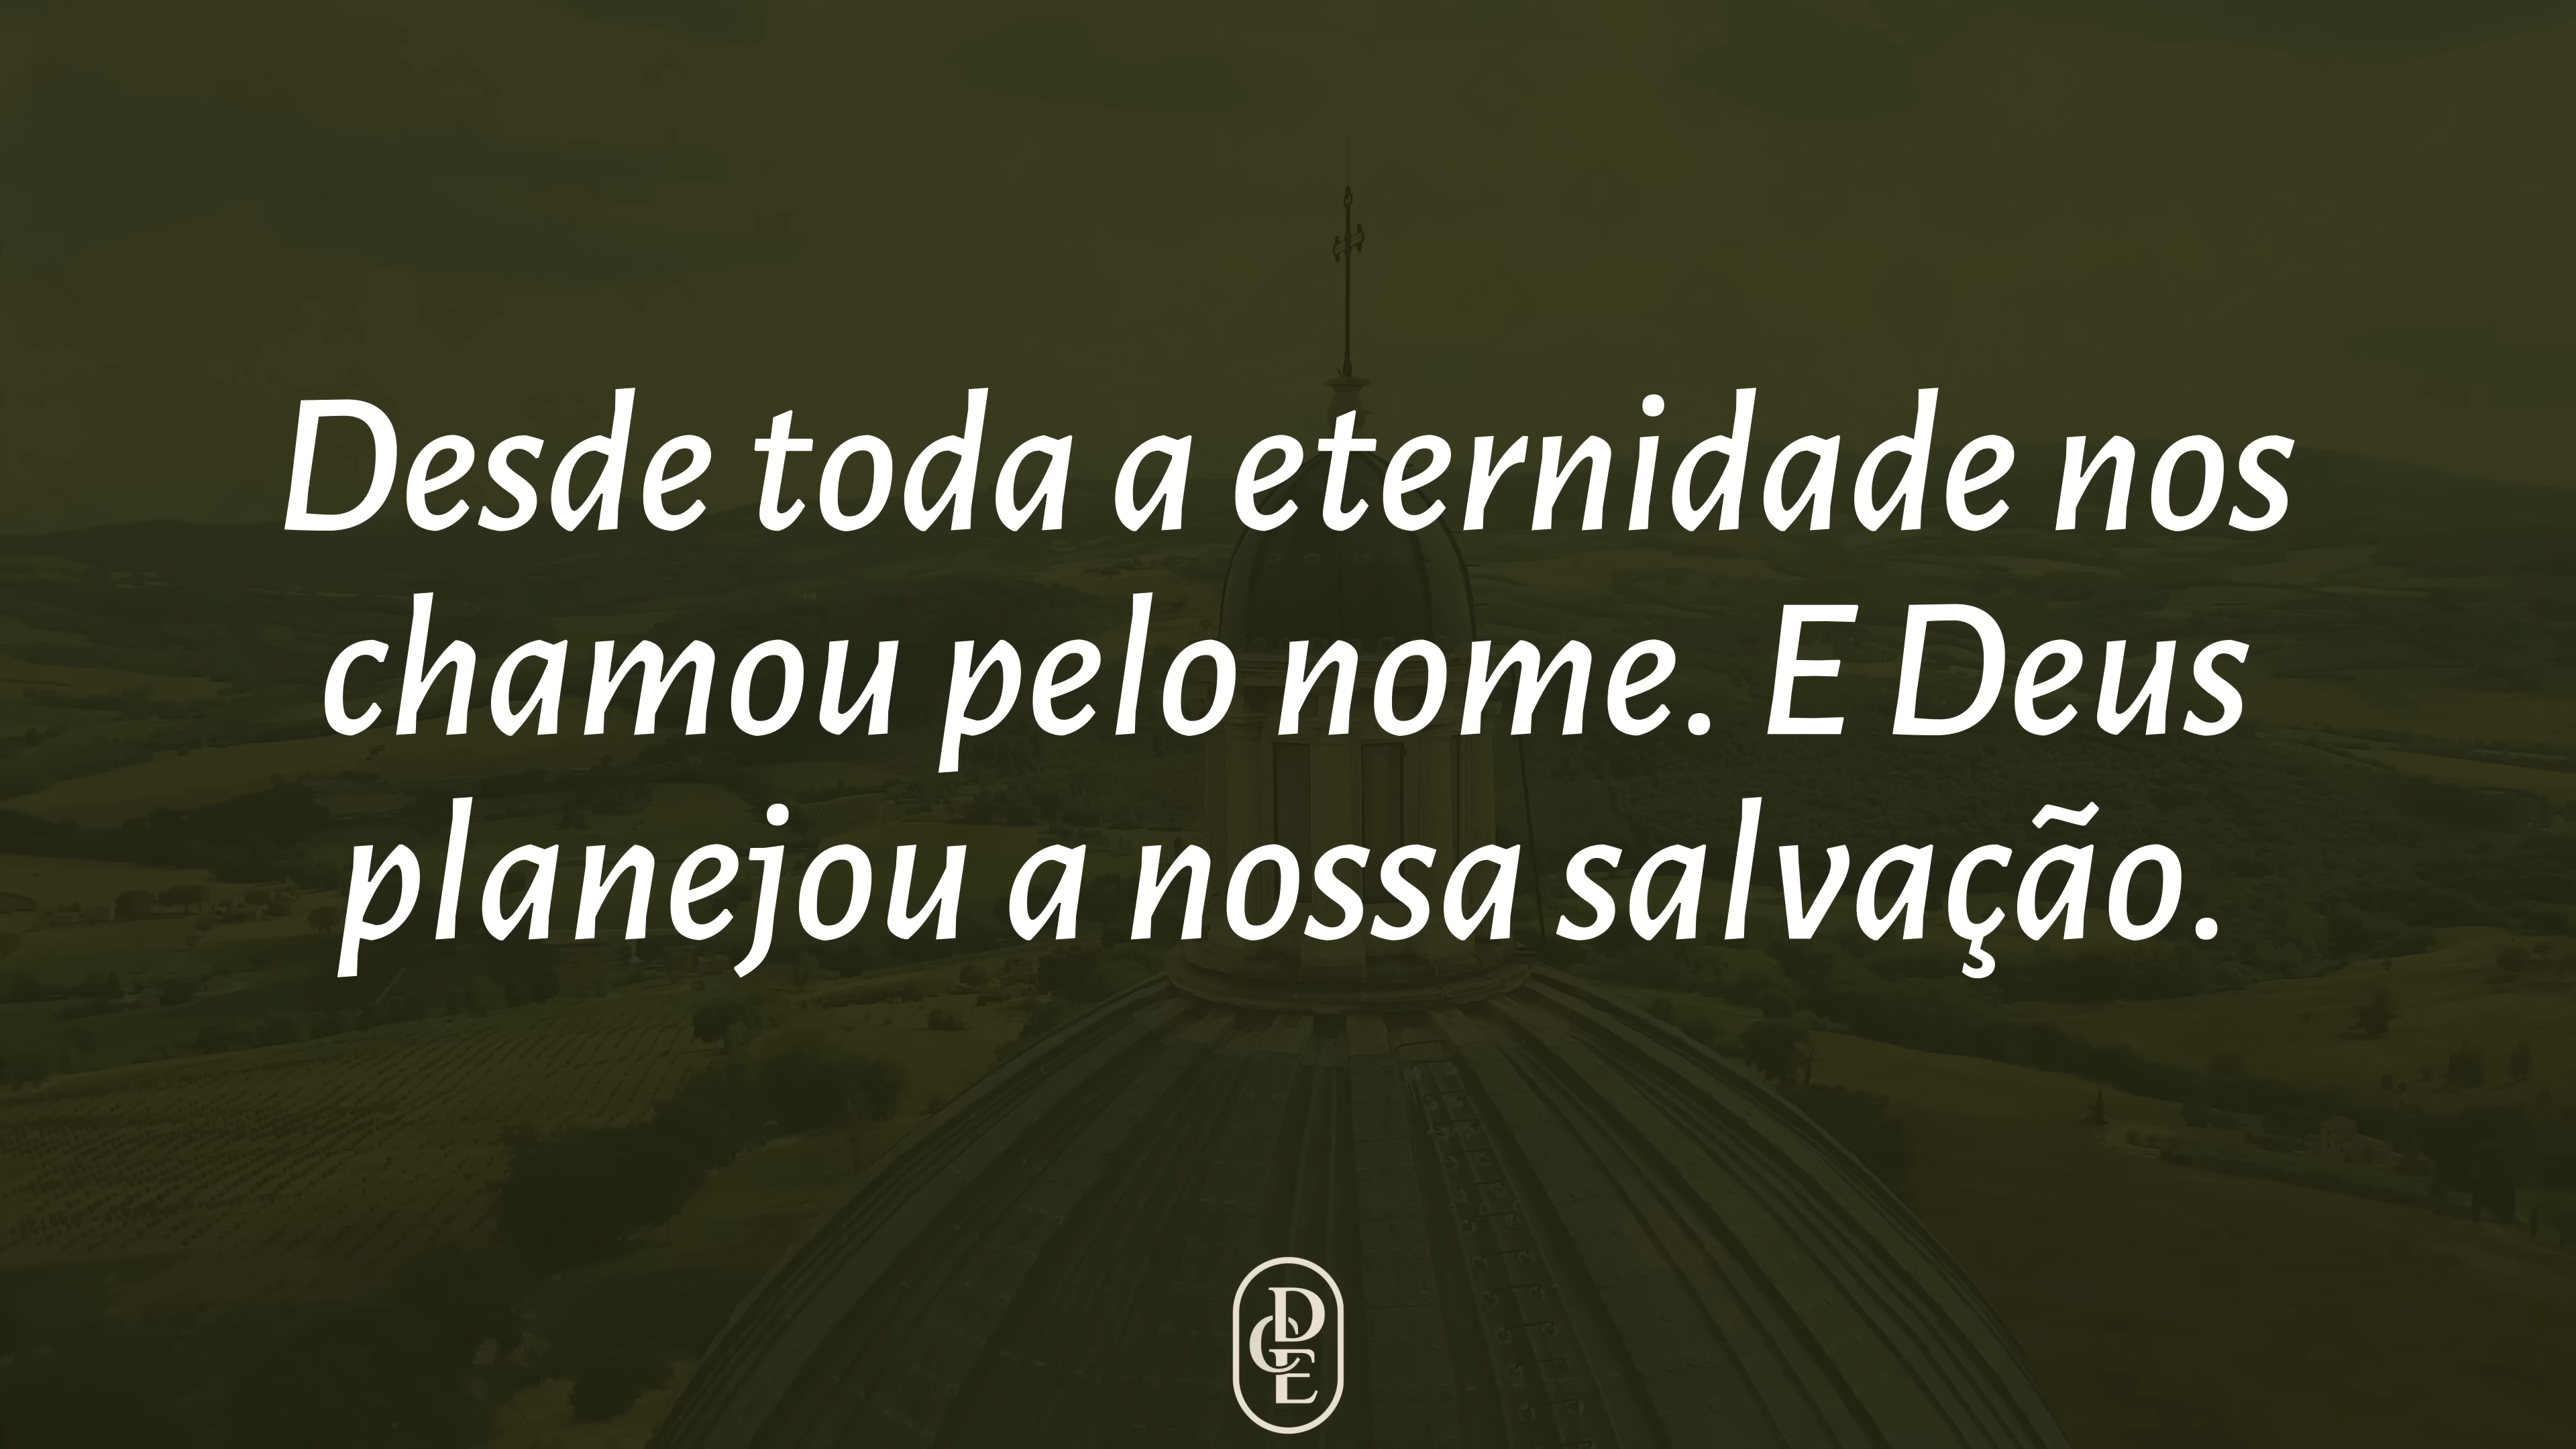 Desde toda a eternidade nos
chamou pelo nome. E Deus
planejou a nossa salvação.
D
C
E